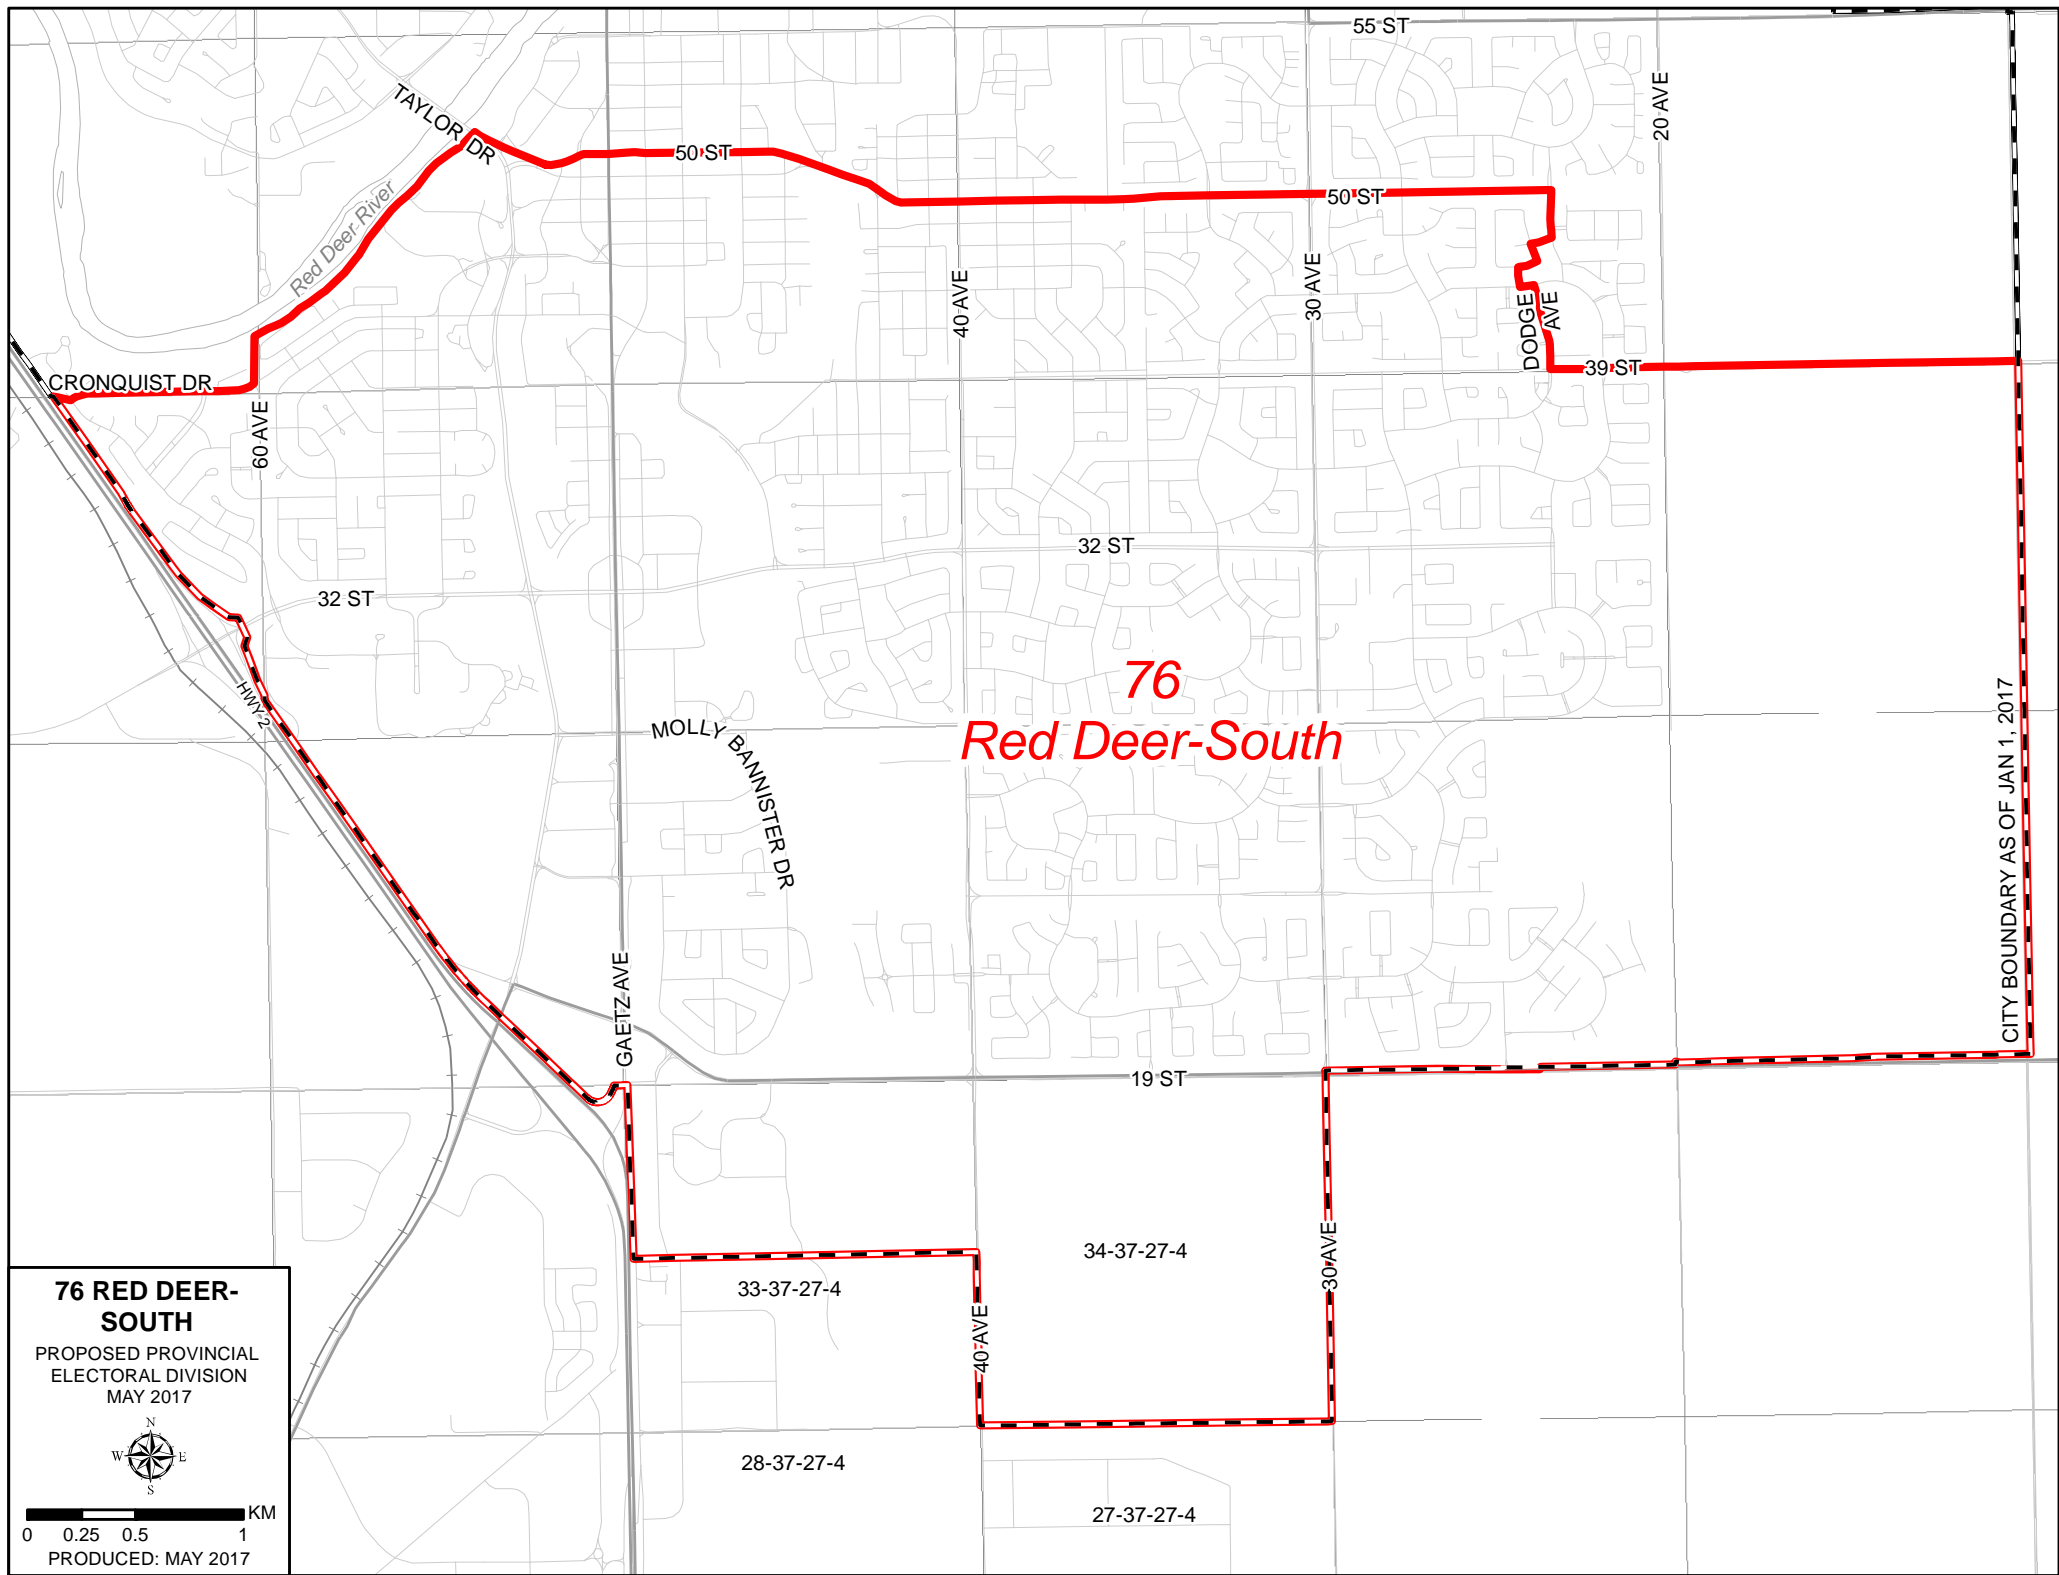 55 ST
20 AVE
TAYLOR DR
50 ST
50 ST
Red Deer River
40 AVE
30 AVE
DODGE
AVE
39 ST
CRONQUIST DR
60 AVE
32 ST
32 ST
76
Red Deer-South
HWY 2
MOLLY BANNISTER DR
CITY BOUNDARY AS OF JAN 1, 2017
GAETZ AVE
19 ST
34-37-27-4
33-37-27-4
30 AVE
40 AVE
28-37-27-4
27-37-27-4
76 RED DEER-
SOUTH
PROPOSED PROVINCIAL
ELECTORAL DIVISION
MAY 2017
N
W E
S
KM
0 0.25 0.5 1
PRODUCED: MAY 2017